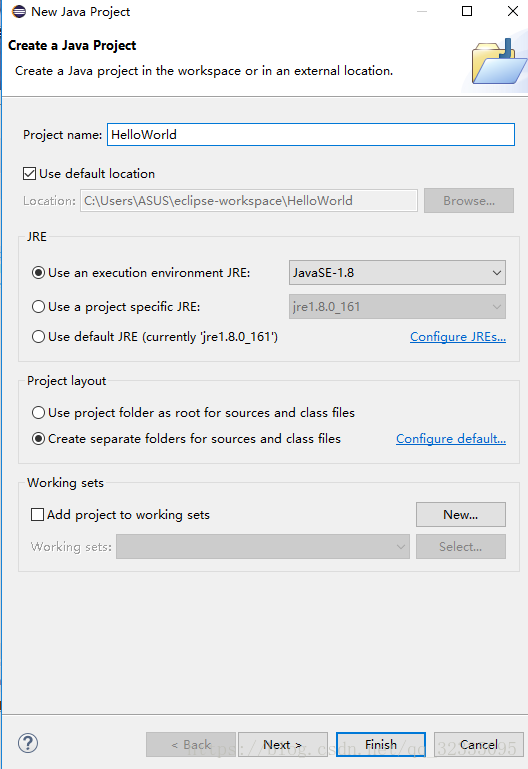 New Java Project
Create a Java Project
Create a Java project in the workspace or in an external location.
Project name: HelloWorld
Use default location
Location: C:\Users\ASUS\eclipse-workspace\HelloWorld Browse...
JRE
Use an execution environment JRE: JavaSE-1.8
Use a project specific JRE: jre1.8.0_161
Use default JRE (currently 'jre1.8.0_161') Configure JREs...
Project layout
Use project folder as root for sources and class files
Create separate folders for sources and class files Configure default...
Working sets
Add project to working sets New...
Working sets: Select...
? < Back Next > Finish Cancel